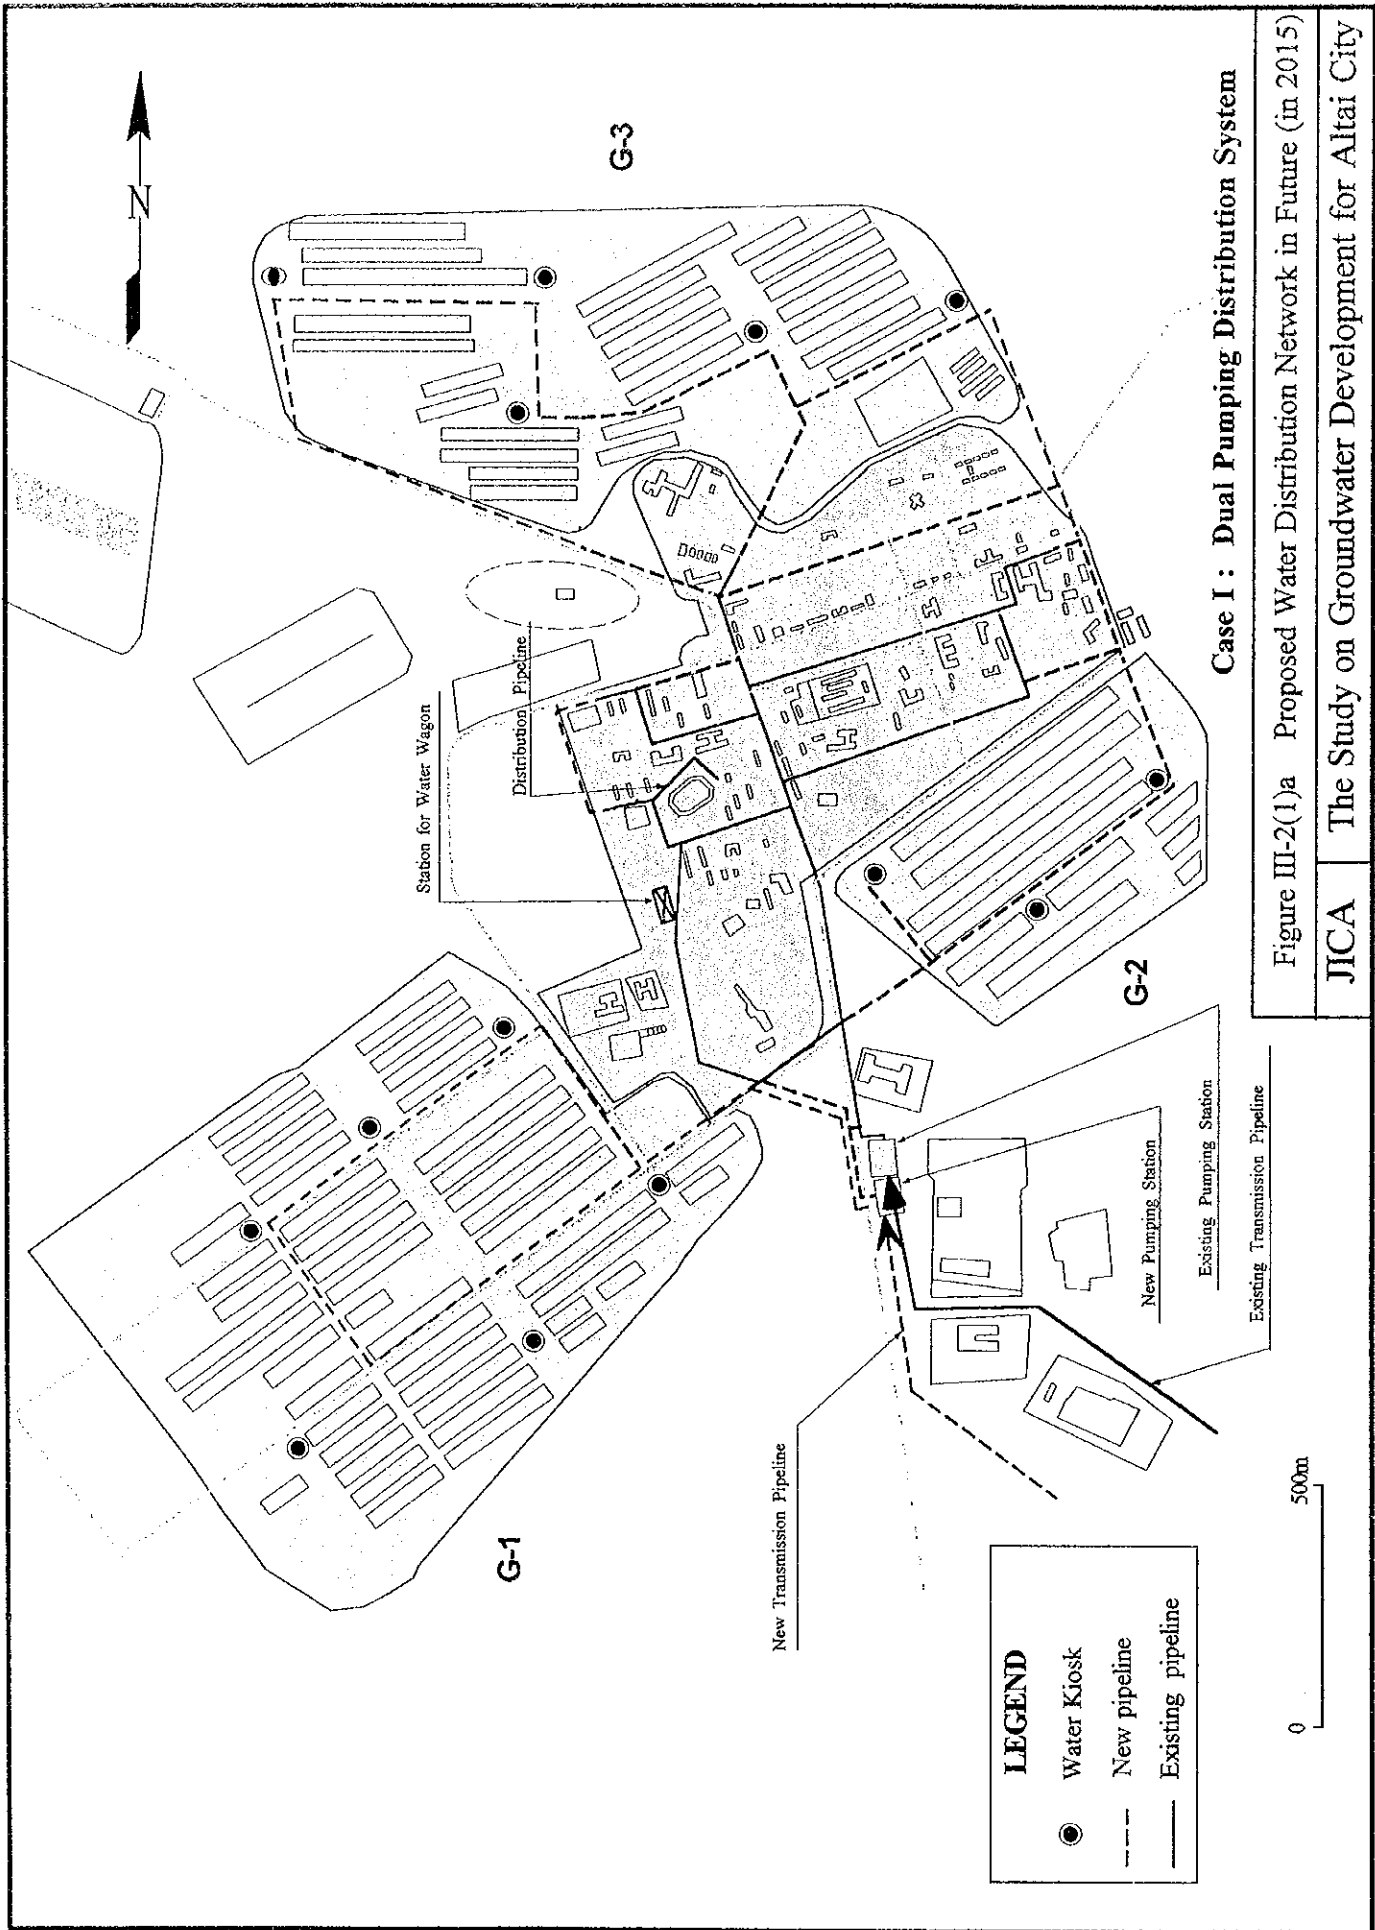 N
G-3
Station for Water Wagon
Distribution Pipeline
G-1
G-2
New Transmission Pipeline
New Pumping Station
Existing Pumping Station
Existing Transmission Pipeline
LEGEND
Water Kiosk
New pipeline
Existing pipeline
0 500m
Case I : Dual Pumping Distribution System
Figure III-2(1)a Proposed Water Distribution Network in Future (in 2015)
JICA The Study on Groundwater Development for Altai City